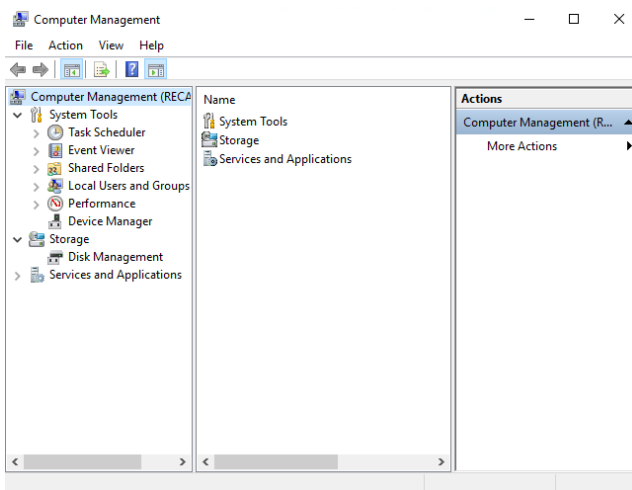 Computer Management
File Action View Help
Computer Management (RECA
System Tools
Task Scheduler
Event Viewer
Shared Folders
Local Users and Groups
Performance
Device Manager
Storage
Disk Management
Services and Applications
Name
System Tools
Storage
Services and Applications
Actions
Computer Management (R...
More Actions